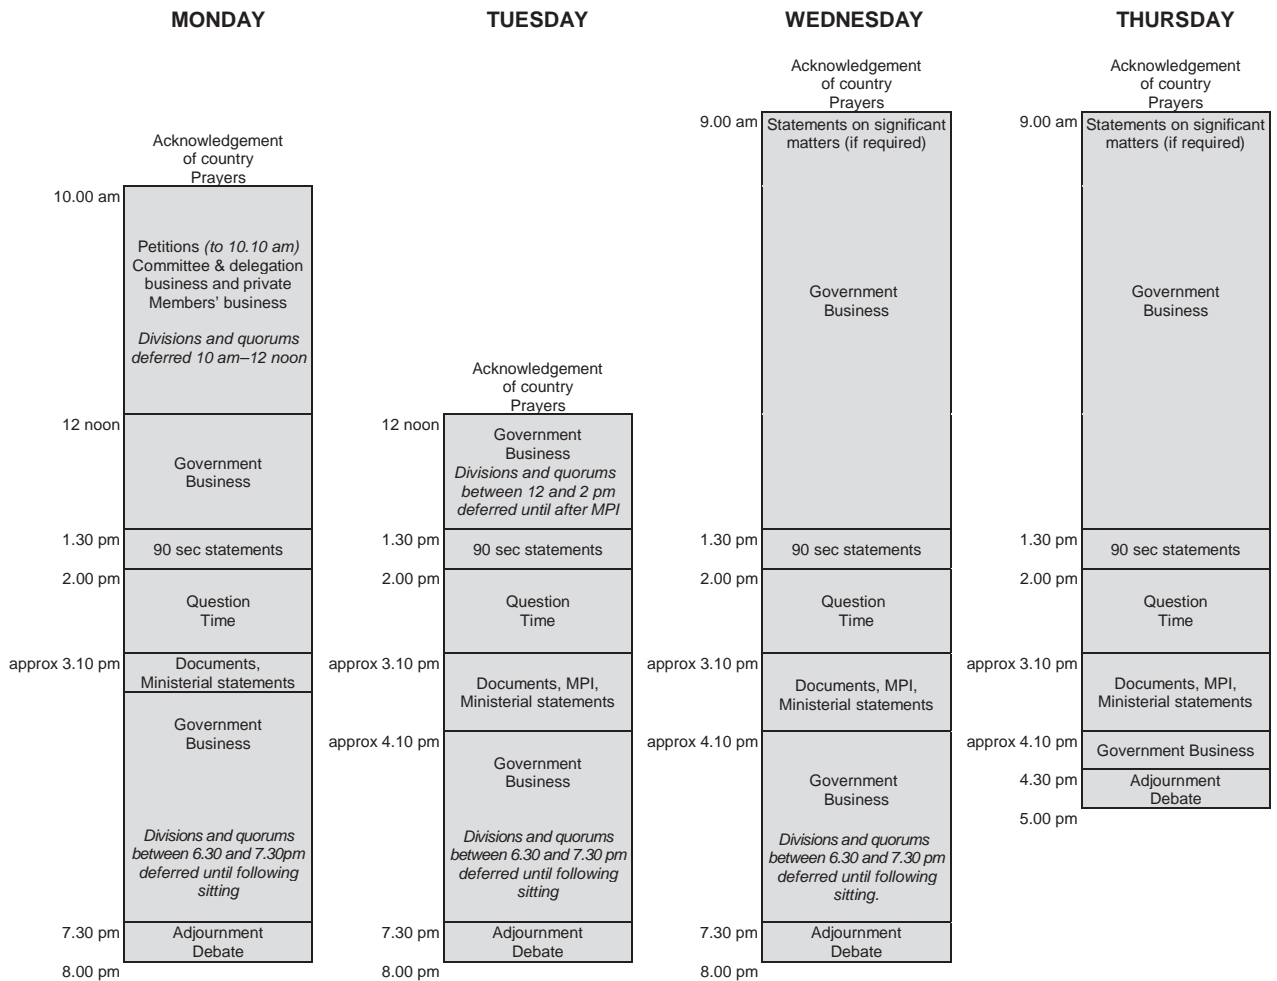 MONDAY
Acknowledgement
of country
Prayers
10.00 am
Petitions (to 10.10 am)
Committee & delegation
business and private
Members’ business
Divisions and quorums
deferred 10 am–12 noon
12 noon
Government
Business
1.30 pm
90 sec statements
2.00 pm
Question
Time
approx 3.10 pm
Documents,
Ministerial statements
Government
Business
Divisions and quorums
between 6.30 and 7.30pm
deferred until following
sitting
7.30 pm
Adjournment
Debate
8.00 pm
TUESDAY
Acknowledgement
of country
Prayers
12 noon
Government
Business
Divisions and quorums
between 12 and 2 pm
deferred until after MPI
1.30 pm
90 sec statements
2.00 pm
Question
Time
approx 3.10 pm
Documents, MPI,
Ministerial statements
approx 4.10 pm
Government
Business
Divisions and quorums
between 6.30 and 7.30 pm
deferred until following
sitting
7.30 pm
Adjournment
Debate
8.00 pm
WEDNESDAY
Acknowledgement
of country
Prayers
9.00 am
Statements on significant
matters (if required)
Government
Business
1.30 pm
90 sec statements
2.00 pm
Question
Time
approx 3.10 pm
Documents, MPI,
Ministerial statements
approx 4.10 pm
Government
Business
Divisions and quorums
between 6.30 and 7.30 pm
deferred until following
sitting.
7.30 pm
Adjournment
Debate
8.00 pm
THURSDAY
Acknowledgement
of country
Prayers
9.00 am
Statements on significant
matters (if required)
Government
Business
1.30 pm
90 sec statements
2.00 pm
Question
Time
approx 3.10 pm
Documents, MPI,
Ministerial statements
approx 4.10 pm
Government Business
4.30 pm
Adjournment
Debate
5.00 pm